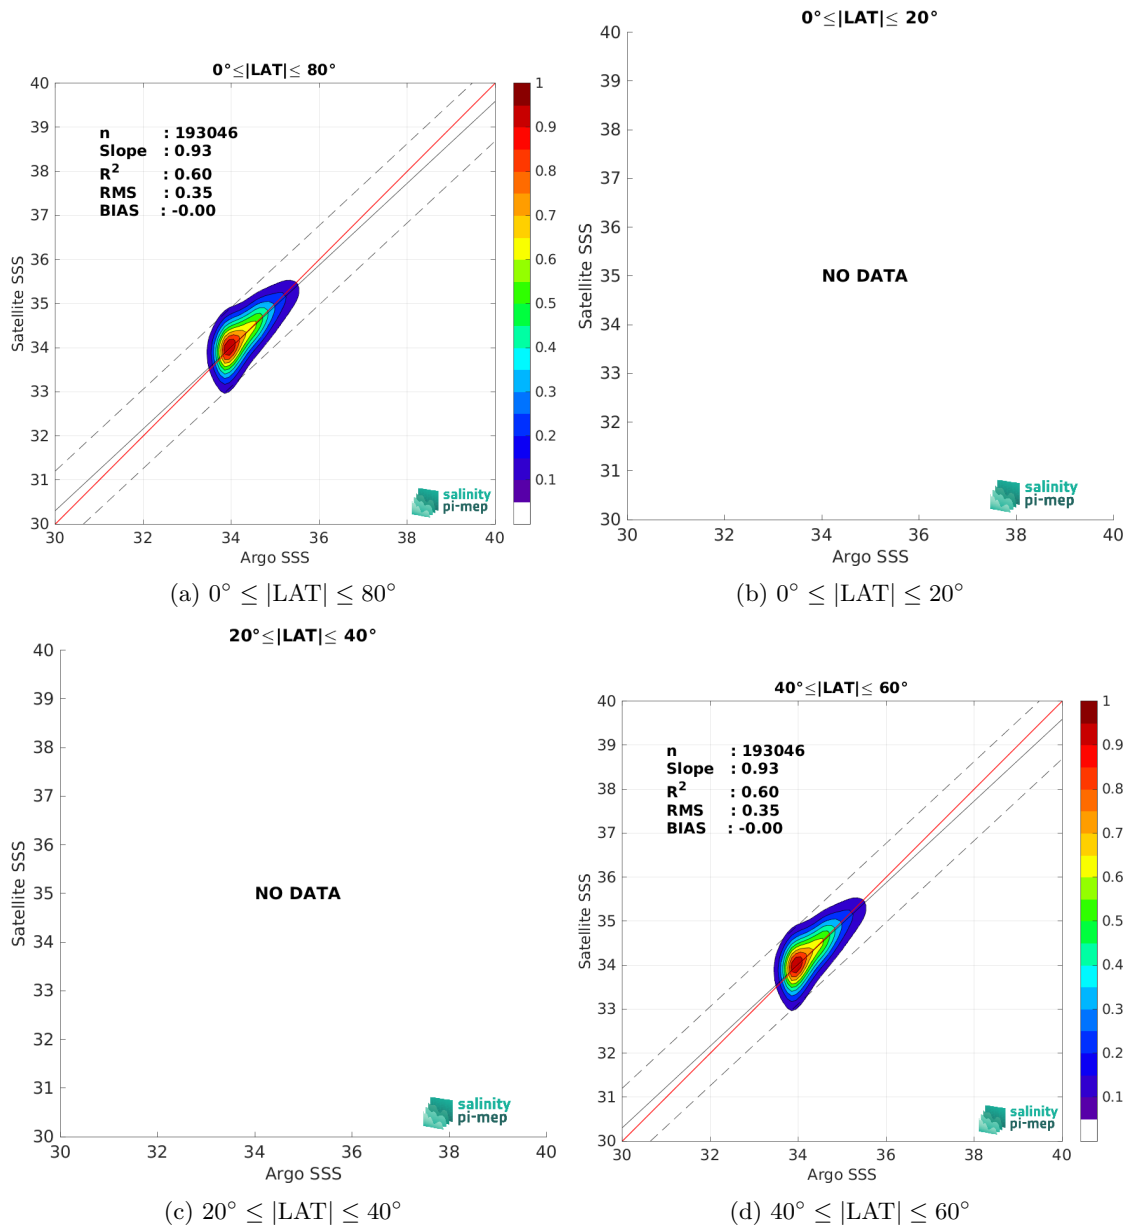 0°≤|LAT|≤ 80°
40
39
38
37
36
35
34
33
32
31
30
Satellite SSS
n : 193046
Slope : 0.93
R² : 0.60
RMS : 0.35
BIAS : -0.00
salinity
pi-mep
30 32 34 36 38 40
Argo SSS
1
0.9
0.8
0.7
0.6
0.5
0.4
0.3
0.2
0.1
(a) 0° ≤ |LAT| ≤ 80°
0°≤|LAT|≤ 20°
40
39
38
37
36
35
34
33
32
31
30
Satellite SSS
NO DATA
salinity
pi-mep
30 32 34 36 38 40
Argo SSS
(b) 0° ≤ |LAT| ≤ 20°
20°≤|LAT|≤ 40°
40
39
38
37
36
35
34
33
32
31
30
Satellite SSS
NO DATA
salinity
pi-mep
30 32 34 36 38 40
Argo SSS
(c) 20° ≤ |LAT| ≤ 40°
40°≤|LAT|≤ 60°
40
39
38
37
36
35
34
33
32
31
30
Satellite SSS
n : 193046
Slope : 0.93
R² : 0.60
RMS : 0.35
BIAS : -0.00
salinity
pi-mep
30 32 34 36 38 40
Argo SSS
1
0.9
0.8
0.7
0.6
0.5
0.4
0.3
0.2
0.1
(d) 40° ≤ |LAT| ≤ 60°